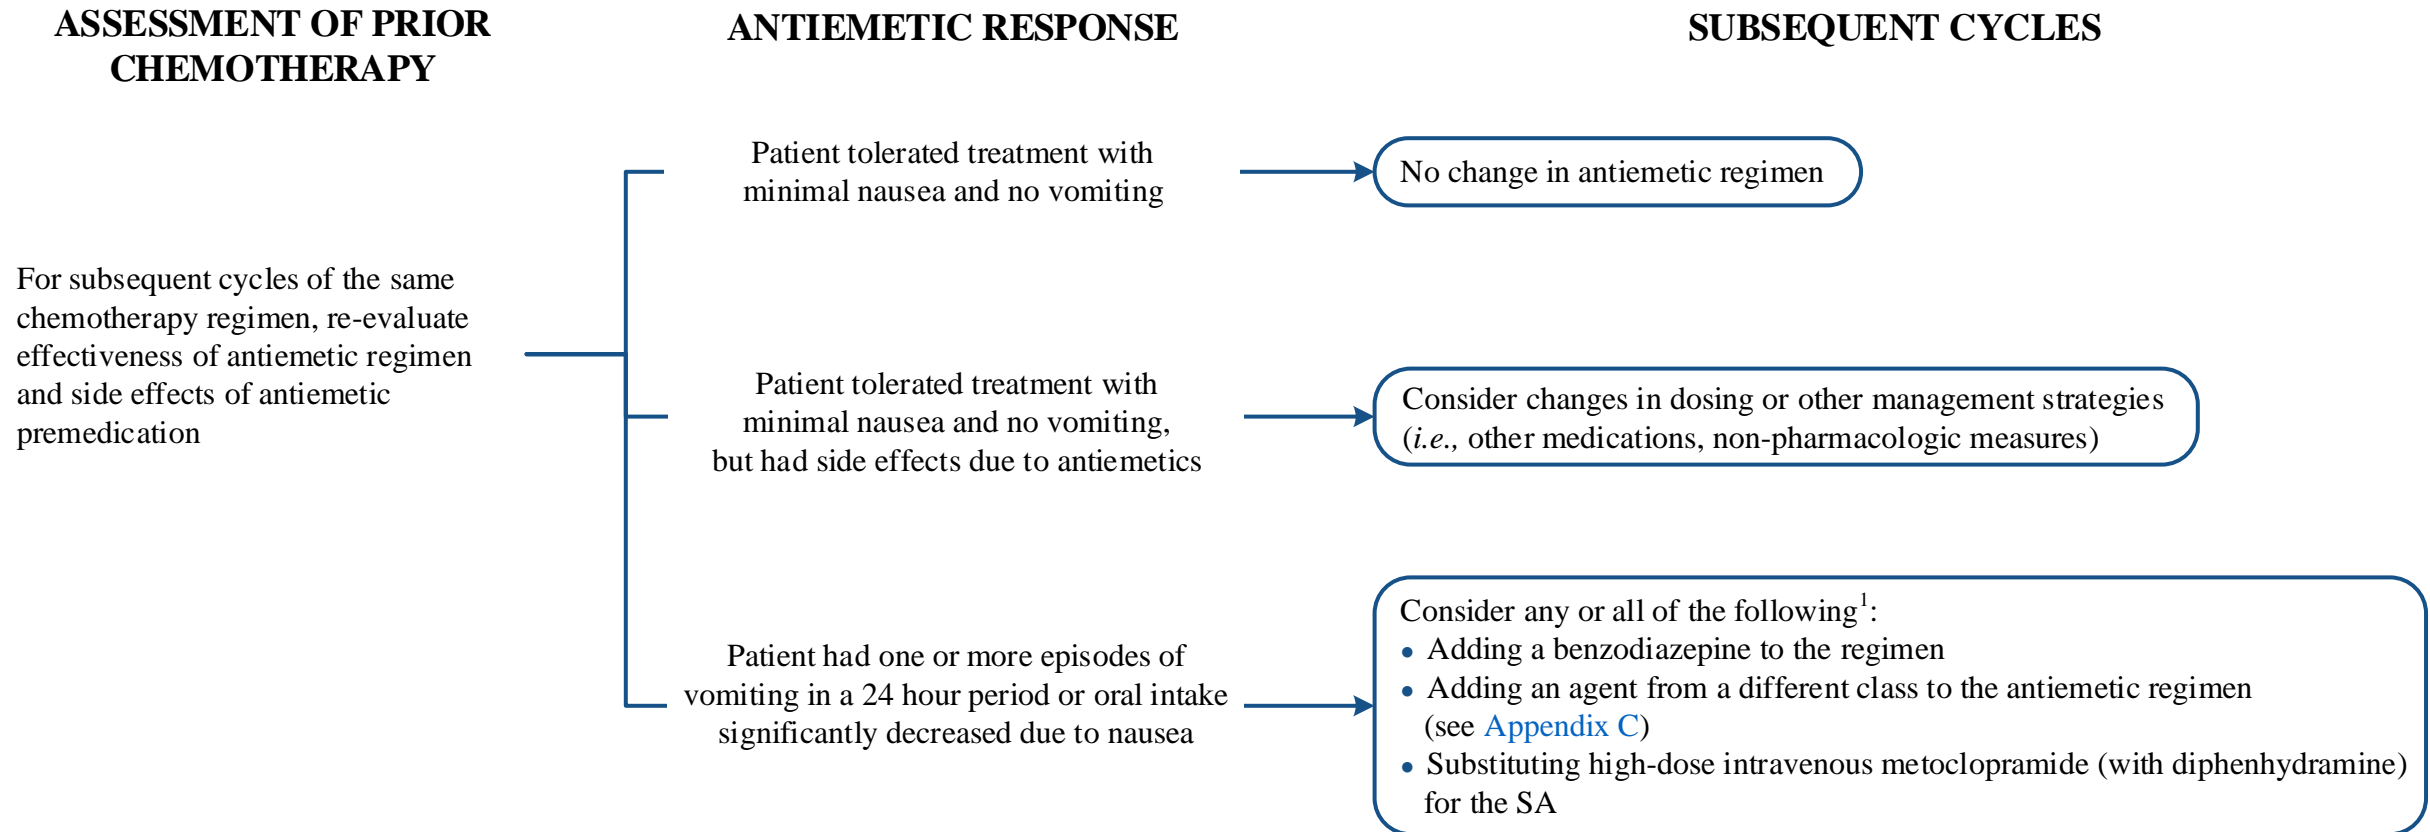 ASSESSMENT OF PRIOR
CHEMOTHERAPY
ANTIEMETIC RESPONSE
SUBSEQUENT CYCLES
For subsequent cycles of the same
chemotherapy regimen, re-evaluate
effectiveness of antiemetic regimen
and side effects of antiemetic
premedication
Patient tolerated treatment with
minimal nausea and no vomiting
No change in antiemetic regimen
Patient tolerated treatment with
minimal nausea and no vomiting,
but had side effects due to antiemetics
Consider changes in dosing or other management strategies
(i.e., other medications, non-pharmacologic measures)
Patient had one or more episodes of
vomiting in a 24 hour period or oral intake
significantly decreased due to nausea
Consider any or all of the following1:
• Adding a benzodiazepine to the regimen
• Adding an agent from a different class to the antiemetic regimen
(see Appendix C)
• Substituting high-dose intravenous metoclopramide (with diphenhydramine)
for the SA